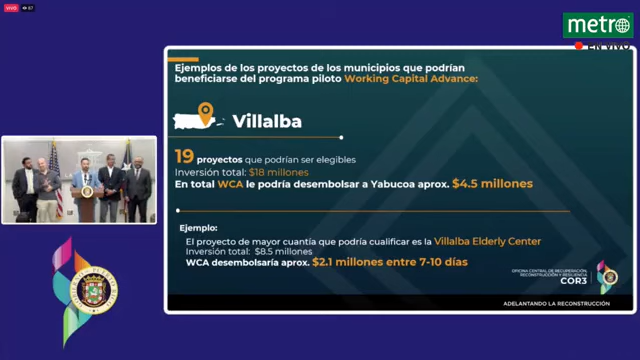 VIVO 87
metro
EN VIVO
Ejemplos de los proyectos de los municipios que podrían
beneficiarse del programa piloto Working Capital Advance:
Villalba
19 proyectos que podrían ser elegibles
Inversión total: $18 millones
En total WCA le podría desembolsar a Yabucoa aprox. $4.5 millones
Ejemplo:
El proyecto de mayor cuantía que podría cualificar es la Villalba Elderly Center
Inversión total: $8.5 millones
WCA desembolsaría aprox. $2.1 millones entre 7-10 días
OFICINA CENTRAL DE RECUPERACIÓN,
RECONSTRUCCIÓN Y RESILIENCIA
COR3
ADELANTANDO LA RECONSTRUCCIÓN